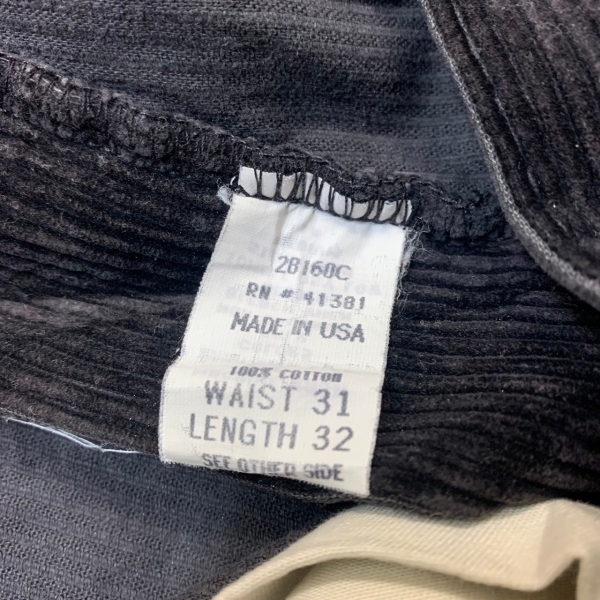 28160C
RN # 41381
MADE IN USA
100% COTTON
WAIST 31
LENGTH 32
SEE OTHER SIDE